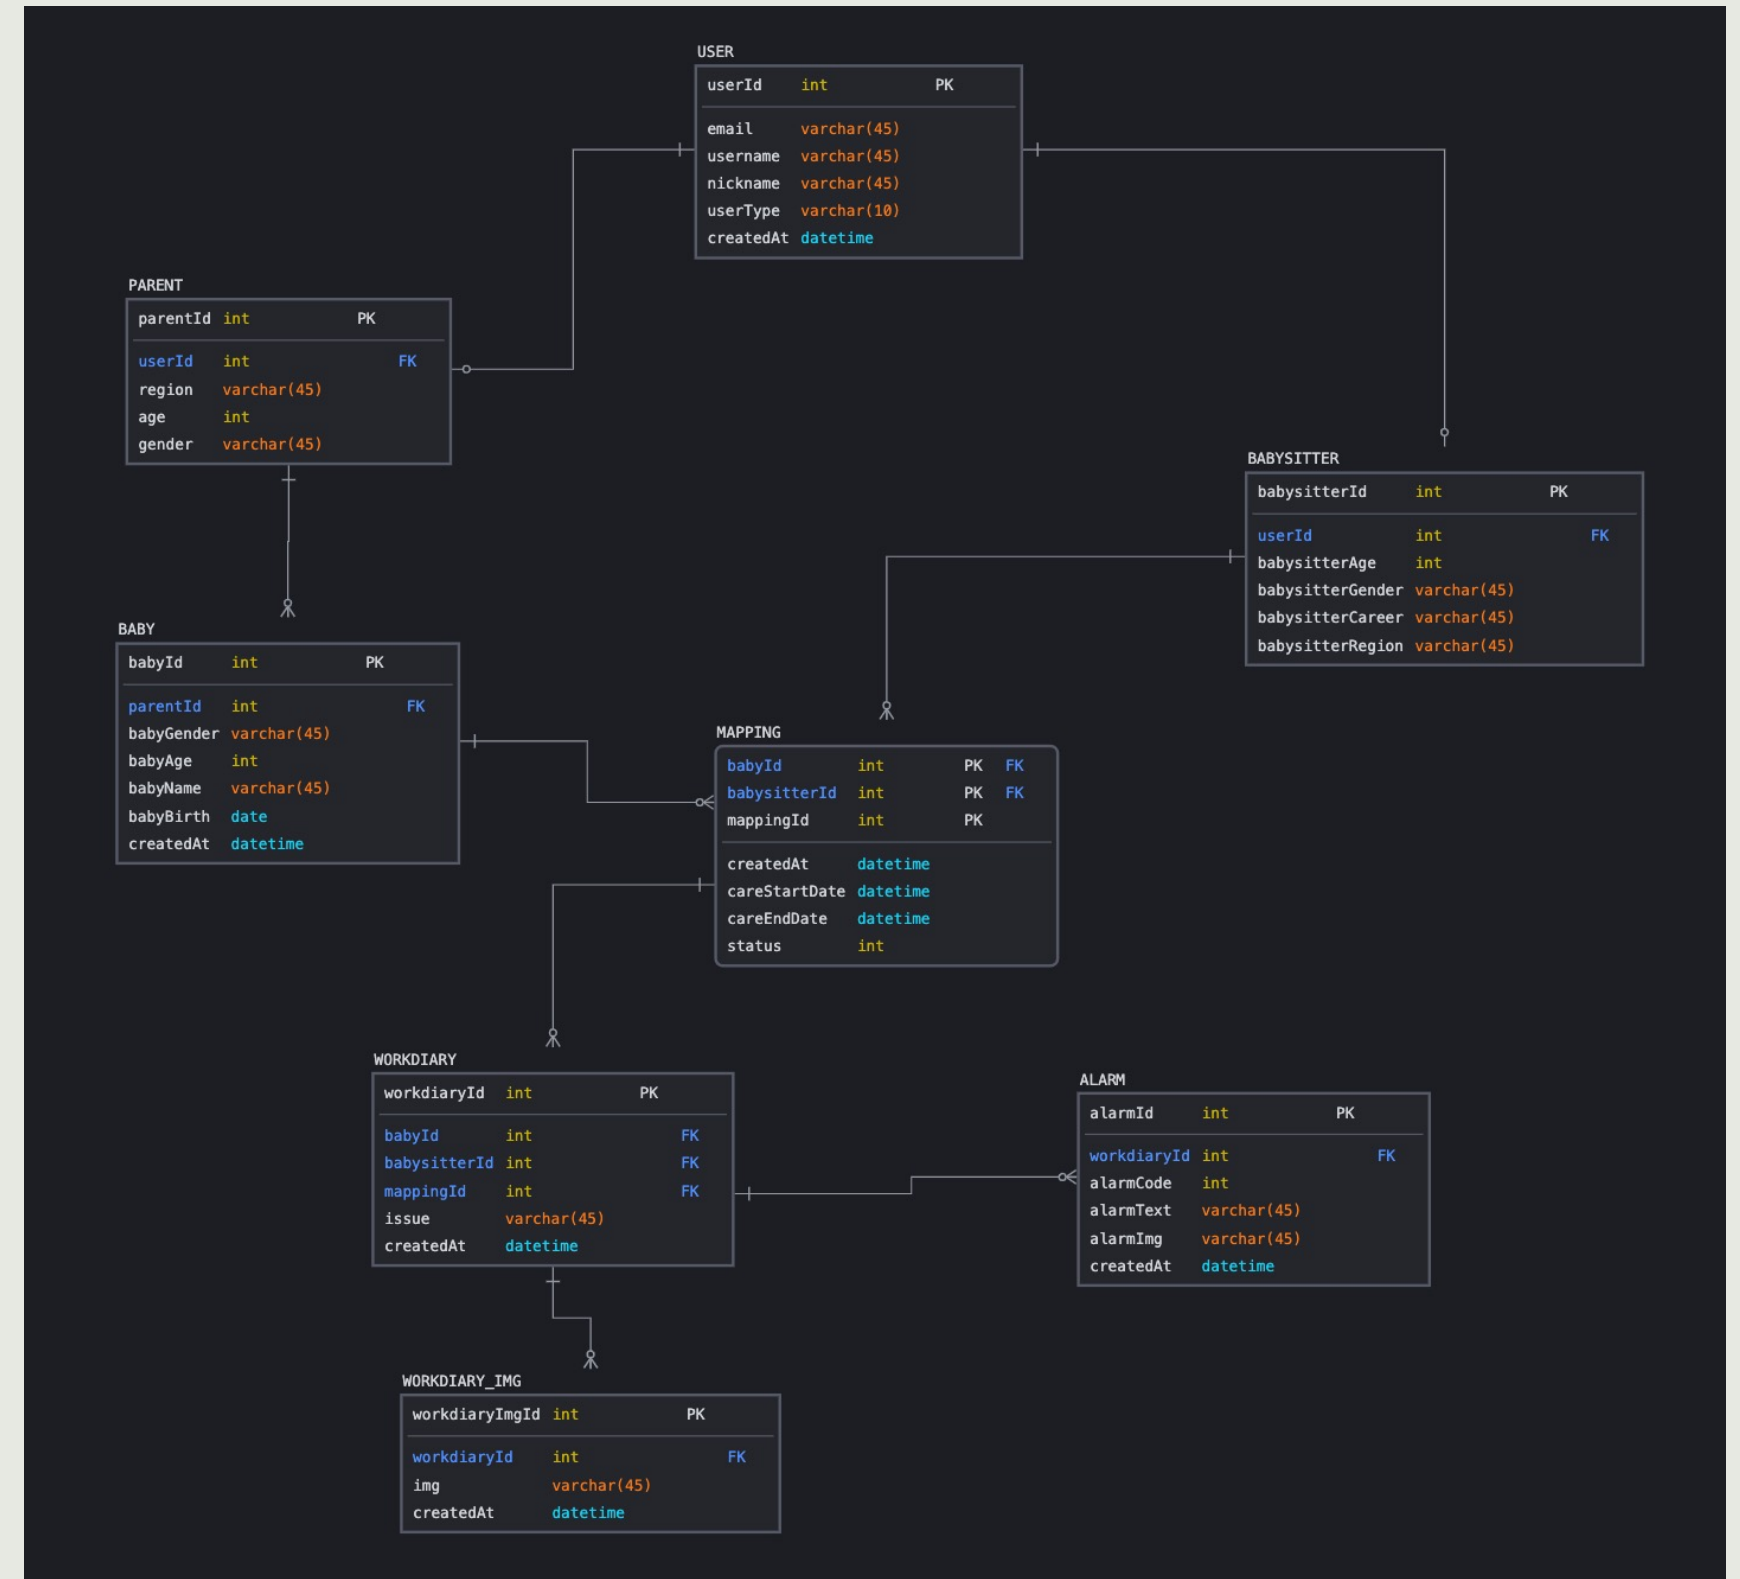 USER
userId int PK
email varchar(45)
username varchar(45)
nickname varchar(45)
userType varchar(10)
createdAt datetime
PARENT
parentId int PK
userId int FK
region varchar(45)
age int
gender varchar(45)
BABYSITTER
babysitterId int PK
userId int FK
babysitterAge int
babysitterGender varchar(45)
babysitterCareer varchar(45)
babysitterRegion varchar(45)
BABY
babyId int PK
parentId int FK
babyGender varchar(45)
babyAge int
babyName varchar(45)
babyBirth date
createdAt datetime
MAPPING
babyId int PK FK
babysitterId int PK FK
mappingId int PK
createdAt datetime
careStartDate datetime
careEndDate datetime
status int
WORKDIARY
workdiaryId int PK
babyId int FK
babysitterId int FK
mappingId int FK
issue varchar(45)
createdAt datetime
ALARM
alarmId int PK
workdiaryId int FK
alarmCode int
alarmText varchar(45)
alarmImg varchar(45)
createdAt datetime
WORKDIARY_IMG
workdiaryImgId int PK
workdiaryId int FK
img varchar(45)
createdAt datetime